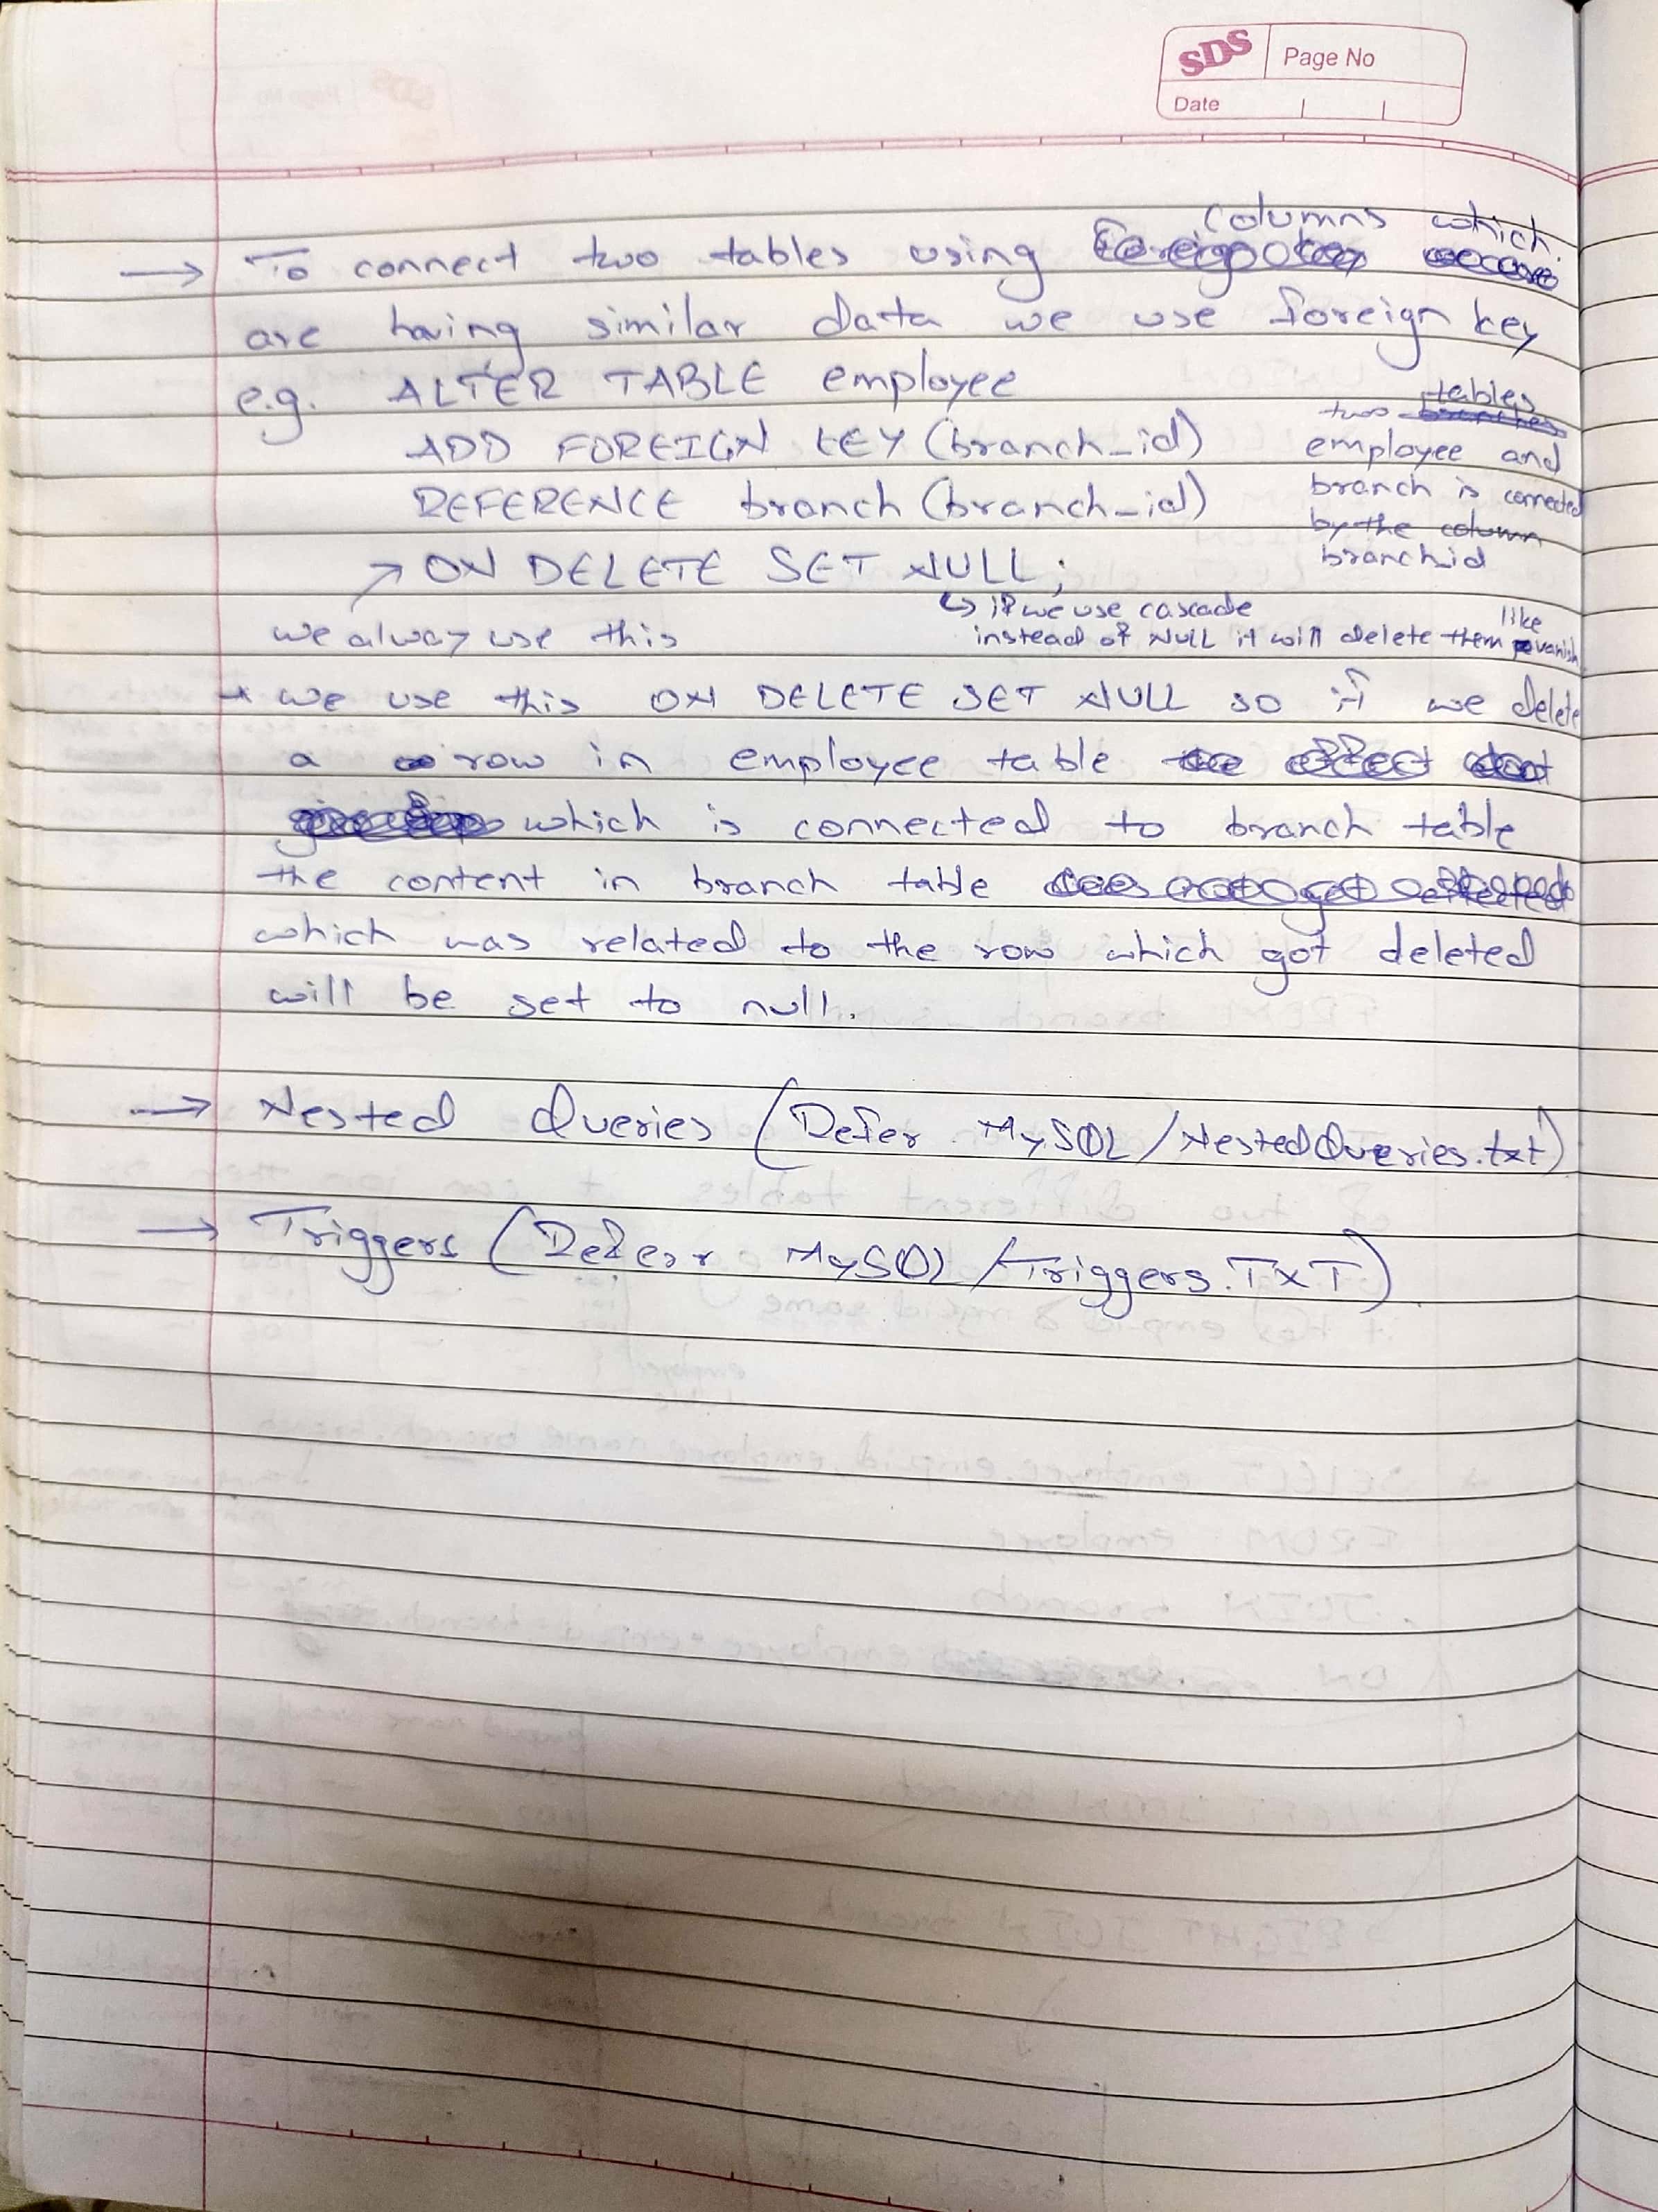 SDS Page No
Date
columns which
→ To connect two tables using
are having similar data we use foreign key
e.g. ALTER TABLE employee
ADD FOREIGN KEY (branch_id)
REFERENCE branch (branch_id)
→ ON DELETE SET NULL;
we alway use this
tables
two branches
employee and
branch is connected
by the column
branch_id
↳ if we use cascade
like
instead of NULL it will delete them vanish
→ we use this ON DELETE SET NULL so if we delete
a row in employee table
which is connected to branch table
the content in branch table
which was related to the row which got deleted
will be set to null.
→ Nested Queries (Refer MySQL/NestedQueries.txt)
→ Triggers (Refer MySQL/Triggers.TXT)